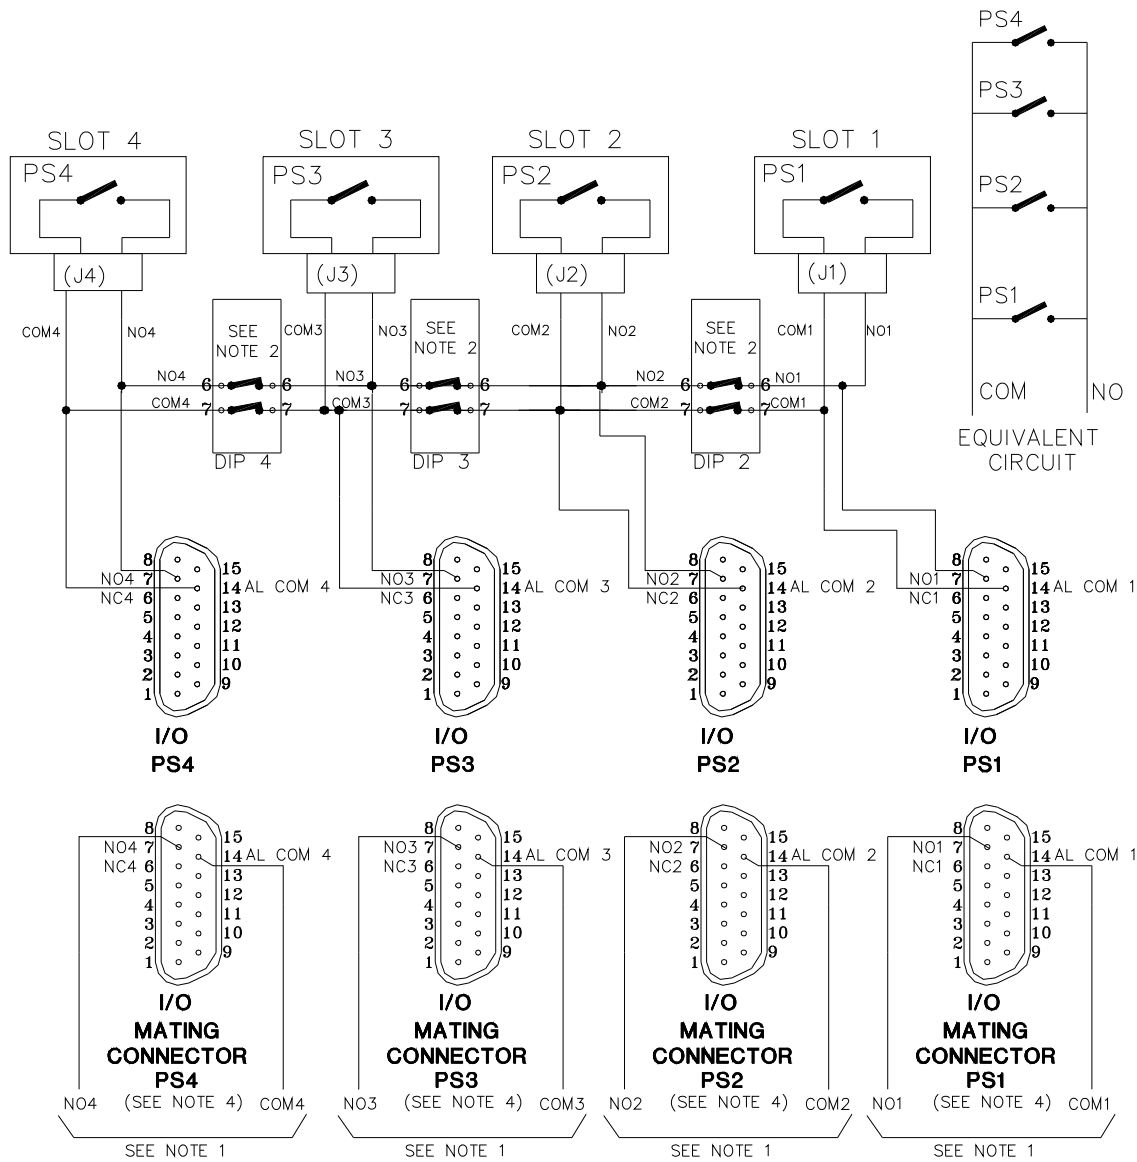 PS4
PS3
PS2
PS1
COM NO
EQUIVALENT
CIRCUIT
SLOT 4 SLOT 3 SLOT 2 SLOT 1
PS4 PS3 PS2 PS1
(J4) (J3) (J2) (J1)
COM4 NO4 COM3 NO3 COM2 NO2 COM1 NO1
SEE NOTE 2 SEE NOTE 2 SEE NOTE 2
NO4 6 6 NO3 6 6 NO2 6 6 NO1
COM4 7 7 COM3 7 7 COM2 7 7 COM1
DIP 4 DIP 3 DIP 2
8 8 8 8
15 15 15 15
NO4 7 NO3 7 NO2 7 NO1 7
14 AL COM 4 14 AL COM 3 14 AL COM 2 14 AL COM 1
NC4 6 NC3 6 NC2 6 NC1 6
13 13 13 13
5 5 5 5
12 12 12 12
4 4 4 4
11 11 11 11
3 3 3 3
10 10 10 10
2 2 2 2
9 9 9 9
1 1 1 1
I/O I/O I/O I/O
PS4 PS3 PS2 PS1
8 8 8 8
15 15 15 15
NO4 7 NO3 7 NO2 7 NO1 7
14 AL COM 4 14 AL COM 3 14 AL COM 2 14 AL COM 1
NC4 6 NC3 6 NC2 6 NC1 6
13 13 13 13
5 5 5 5
12 12 12 12
4 4 4 4
11 11 11 11
3 3 3 3
10 10 10 10
2 2 2 2
9 9 9 9
1 1 1 1
I/O I/O I/O I/O
MATING MATING MATING MATING
CONNECTOR CONNECTOR CONNECTOR CONNECTOR
PS4 PS3 PS2 PS1
NO4 (SEE NOTE 4) COM4 NO3 (SEE NOTE 4) COM3 NO2 (SEE NOTE 4) COM2 NO1 (SEE NOTE 4) COM1
SEE NOTE 1 SEE NOTE 1 SEE NOTE 1 SEE NOTE 1